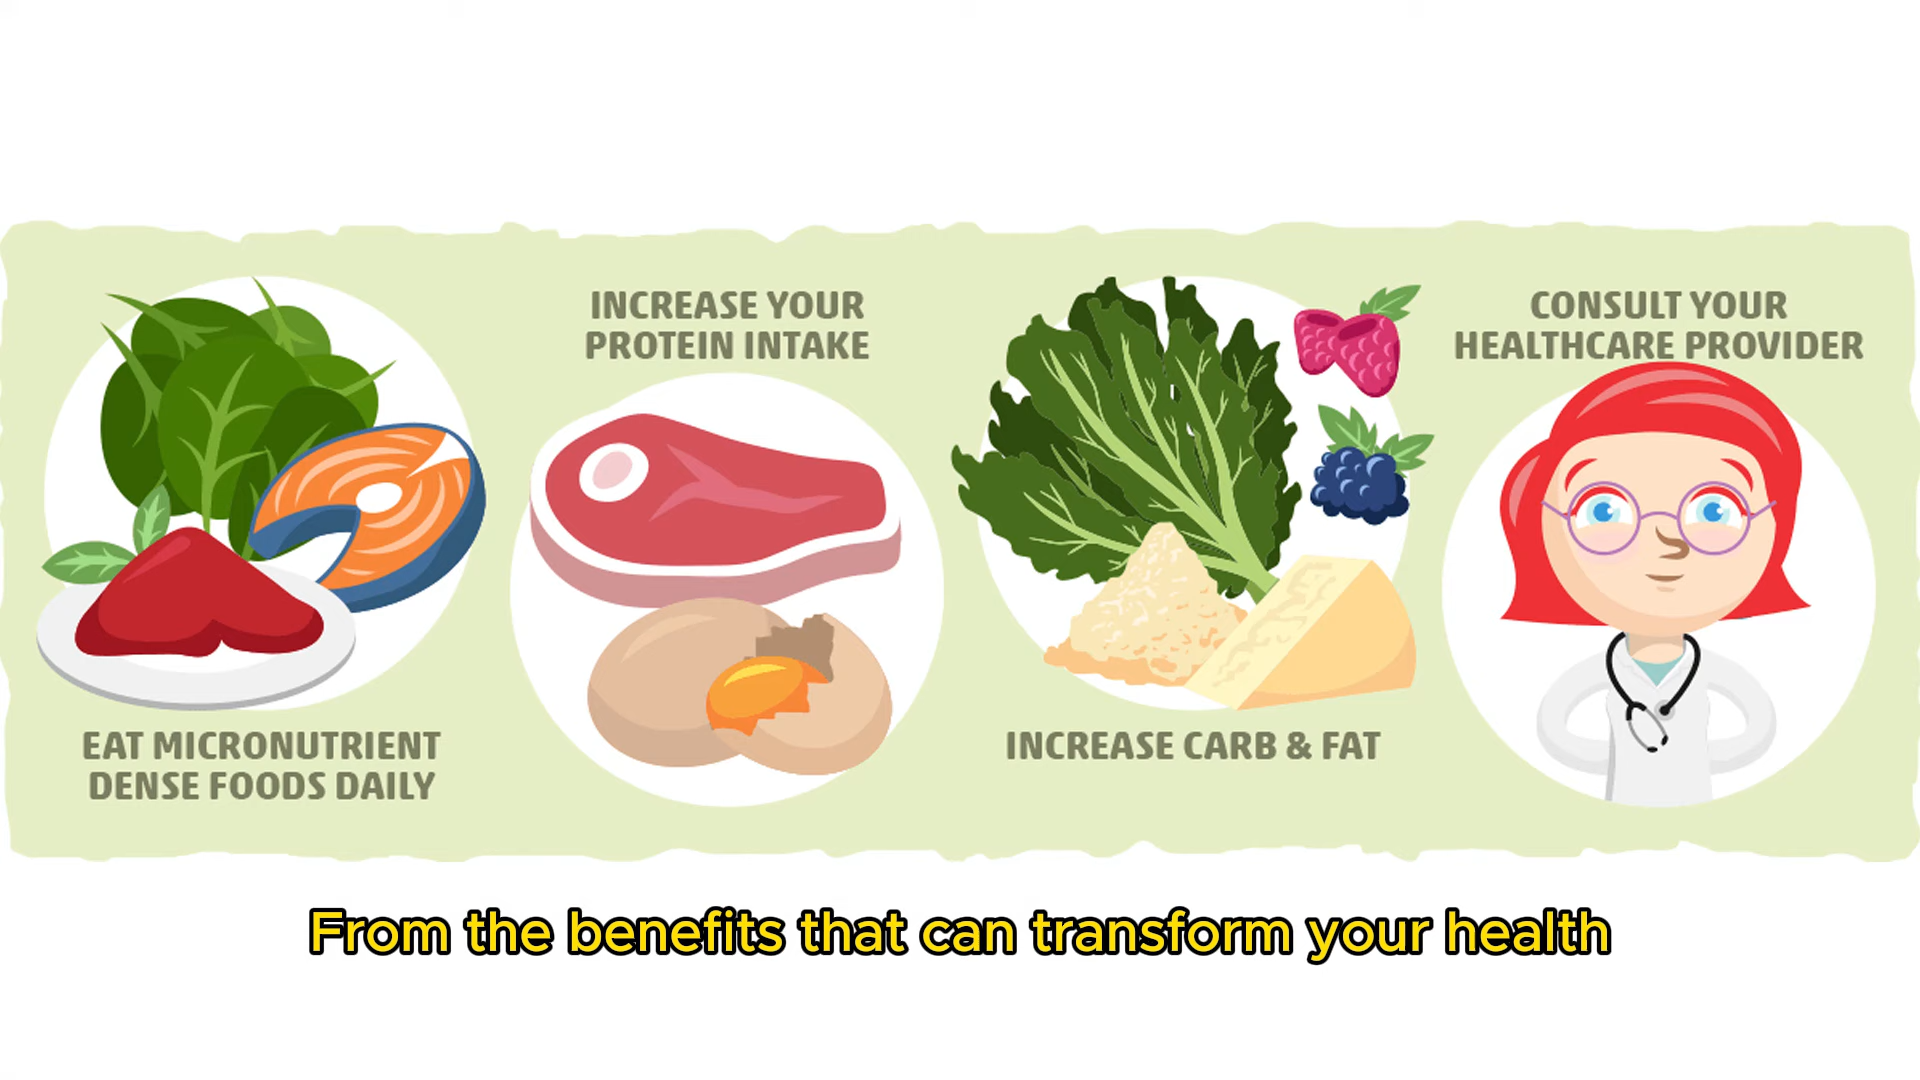 EAT MICRONUTRIENT
DENSE FOODS DAILY
INCREASE YOUR
PROTEIN INTAKE
INCREASE CARB & FAT
CONSULT YOUR
HEALTHCARE PROVIDER
From the benefits that can transform your health